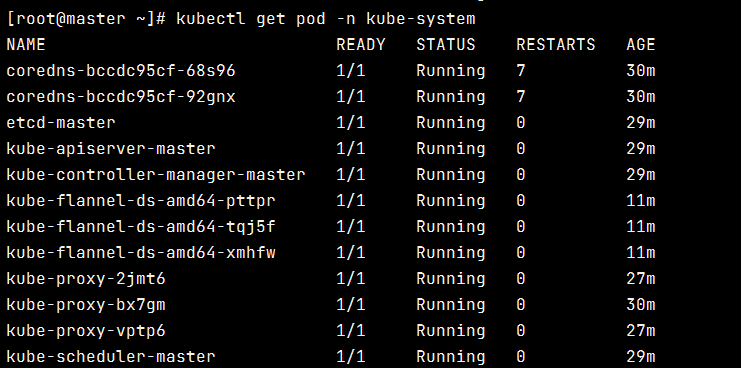 [root@master ~]# kubectl get pod -n kube-system
NAME READY STATUS RESTARTS AGE
coredns-bccdc95cf-68s96 1/1 Running 7 30m
coredns-bccdc95cf-92gnx 1/1 Running 7 30m
etcd-master 1/1 Running 0 29m
kube-apiserver-master 1/1 Running 0 29m
kube-controller-manager-master 1/1 Running 0 29m
kube-flannel-ds-amd64-pttpr 1/1 Running 0 11m
kube-flannel-ds-amd64-tqj5f 1/1 Running 0 11m
kube-flannel-ds-amd64-xmhfw 1/1 Running 0 11m
kube-proxy-2jmt6 1/1 Running 0 27m
kube-proxy-bx7gm 1/1 Running 0 30m
kube-proxy-vptp6 1/1 Running 0 27m
kube-scheduler-master 1/1 Running 0 29m